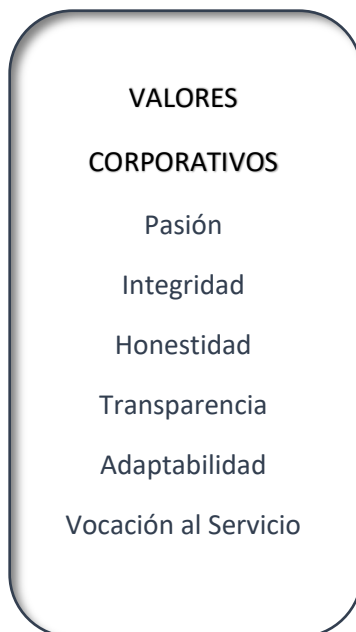 VALORES
CORPORATIVOS
Pasión
Integridad
Honestidad
Transparencia
Adaptabilidad
Vocación al Servicio